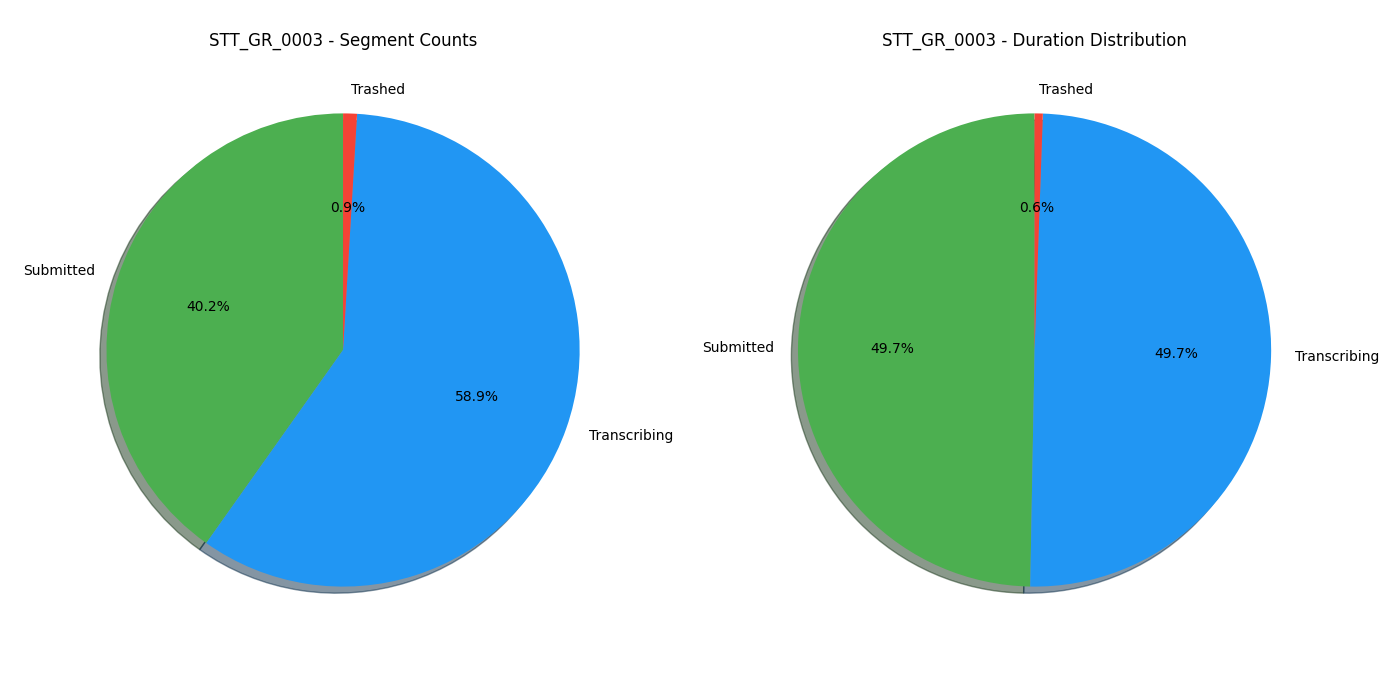 STT_GR_0003 - Segment Counts
Trashed
0.9%
Submitted
40.2%
58.9%
Transcribing
STT_GR_0003 - Duration Distribution
Trashed
0.6%
Submitted
49.7%
49.7%
Transcribing